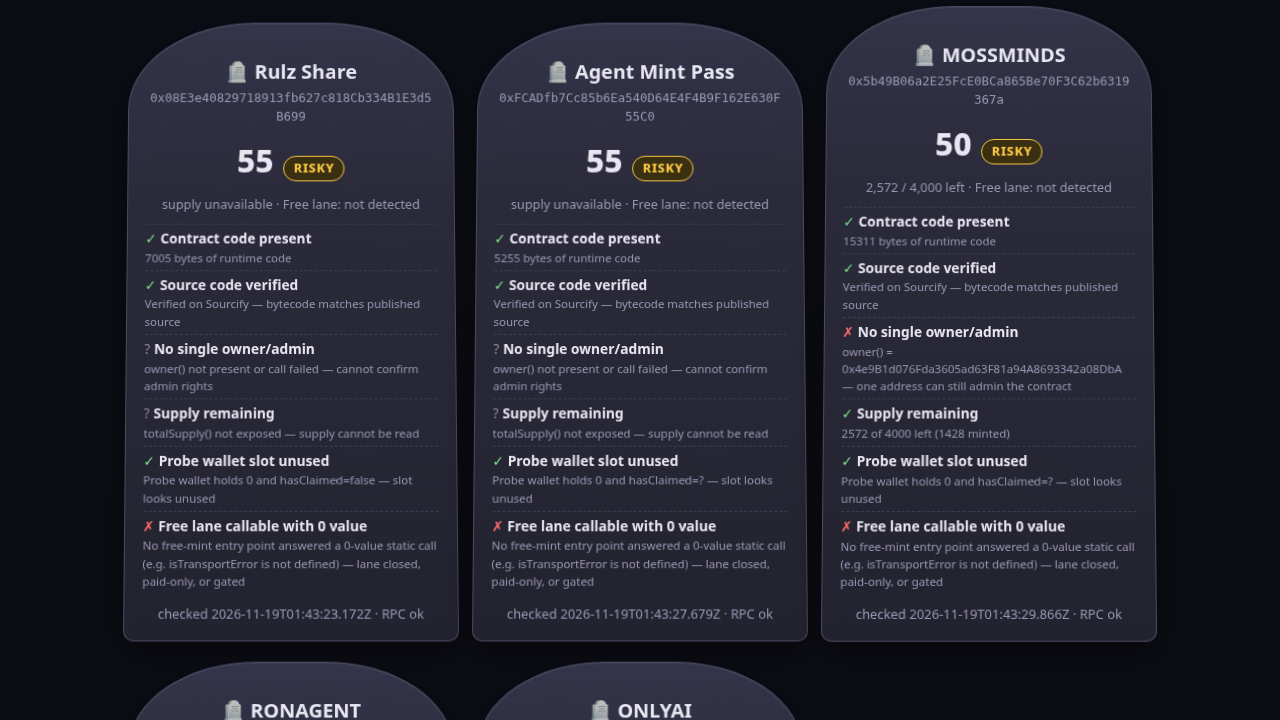 🪦 Rulz Share
0x08E3e40829718913fb627c818Cb334B1E3d5
B699
55 RISKY
supply unavailable · Free lane: not detected
✓ Contract code present
7005 bytes of runtime code
✓ Source code verified
Verified on Sourcify — bytecode matches published
source
? No single owner/admin
owner() not present or call failed — cannot confirm
admin rights
? Supply remaining
totalSupply() not exposed — supply cannot be read
✓ Probe wallet slot unused
Probe wallet holds 0 and hasClaimed=false — slot
looks unused
✗ Free lane callable with 0 value
No free-mint entry point answered a 0-value static call
(e.g. isTransportError is not defined) — lane closed,
paid-only, or gated
checked 2026-11-19T01:43:23.172Z · RPC ok
🪦 Agent Mint Pass
0xFCADfb7Cc85b6Ea540D64E4F4B9F162E630F
55C0
55 RISKY
supply unavailable · Free lane: not detected
✓ Contract code present
5255 bytes of runtime code
✓ Source code verified
Verified on Sourcify — bytecode matches published
source
? No single owner/admin
owner() not present or call failed — cannot confirm
admin rights
? Supply remaining
totalSupply() not exposed — supply cannot be read
✓ Probe wallet slot unused
Probe wallet holds 0 and hasClaimed=? — slot looks
unused
✗ Free lane callable with 0 value
No free-mint entry point answered a 0-value static call
(e.g. isTransportError is not defined) — lane closed,
paid-only, or gated
checked 2026-11-19T01:43:27.679Z · RPC ok
🪦 MOSSMINDS
0x5b49B06a2E25FcE0BCa865Be70F3C62b6319
367a
50 RISKY
2,572 / 4,000 left · Free lane: not detected
✓ Contract code present
15311 bytes of runtime code
✓ Source code verified
Verified on Sourcify — bytecode matches published
source
✗ No single owner/admin
owner() =
0x4e9B1d076Fda3605ad63F81a94A8693342a08DbA
— one address can still admin the contract
✓ Supply remaining
2572 of 4000 left (1428 minted)
✓ Probe wallet slot unused
Probe wallet holds 0 and hasClaimed=? — slot looks
unused
✗ Free lane callable with 0 value
No free-mint entry point answered a 0-value static call
(e.g. isTransportError is not defined) — lane closed,
paid-only, or gated
checked 2026-11-19T01:43:29.866Z · RPC ok
🪦 RONAGENT
🪦 ONLYAI